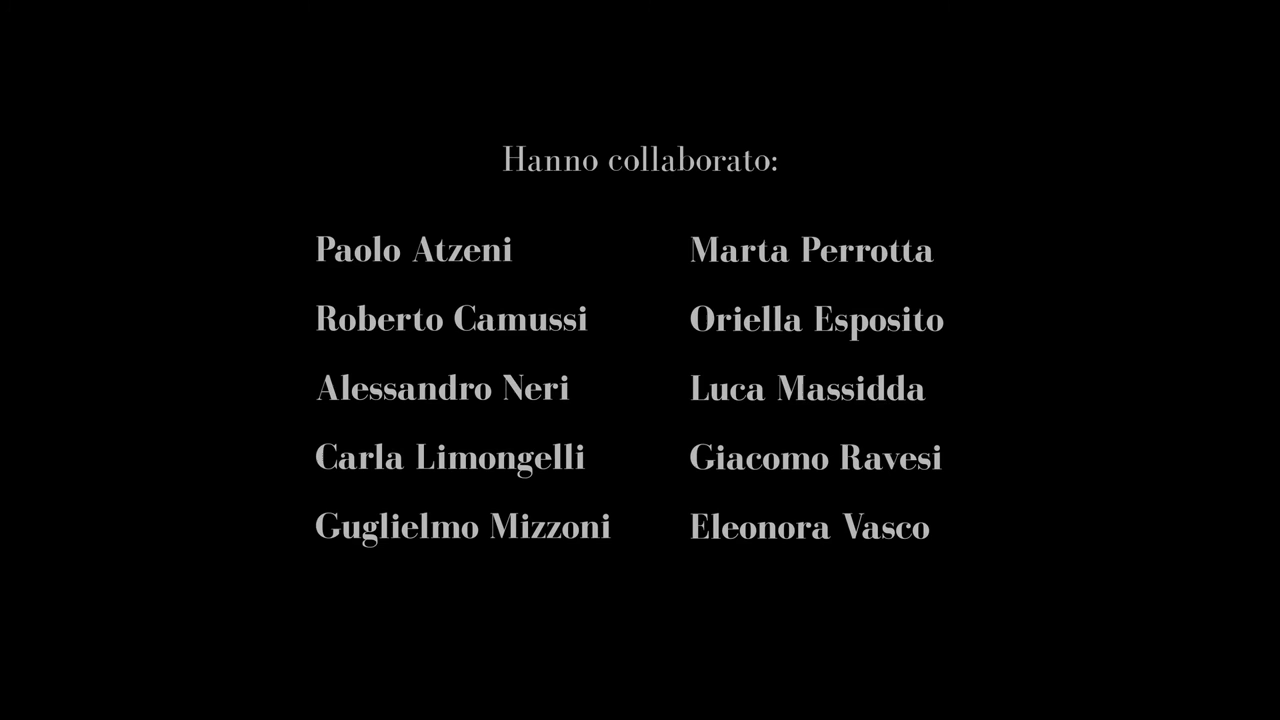 Hanno collaborato:
Paolo Atzeni
Roberto Camussi
Alessandro Neri
Carla Limongelli
Guglielmo Mizzoni
Marta Perrotta
Oriella Esposito
Luca Massidda
Giacomo Ravesi
Eleonora Vasco